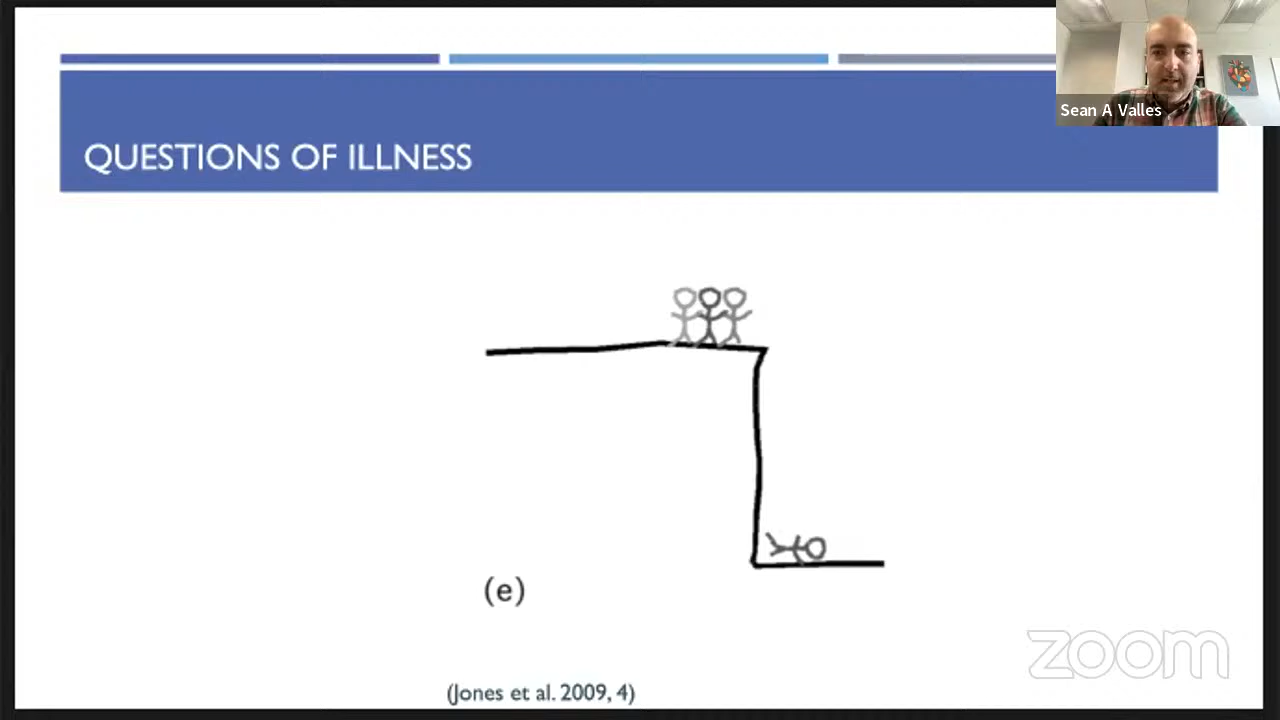 Sean A Valles
QUESTIONS OF ILLNESS
(e)
(Jones et al. 2009, 4)
zoom